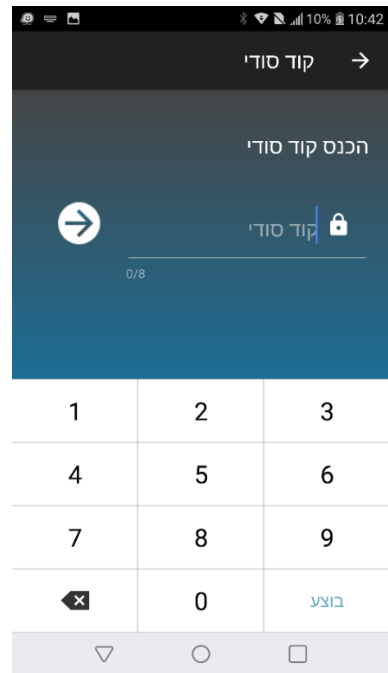 10% 10:42
קוד סודי
הכנס קוד סודי
קוד סודי
0/8
1 2 3
4 5 6
7 8 9
0 בוצע